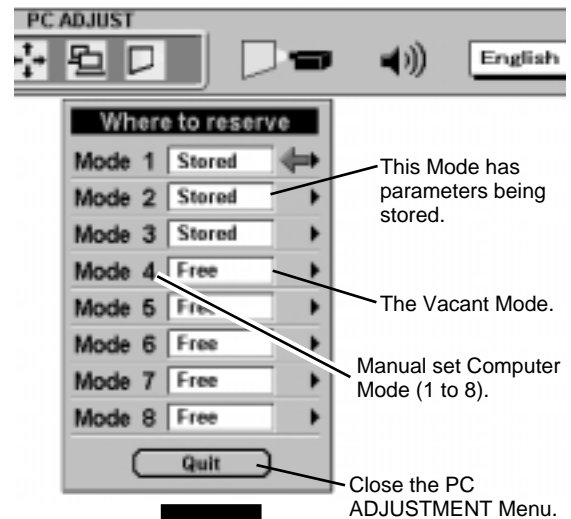 PC ADJUST
English
Where to reserve
Mode 1 Stored
Mode 2 Stored
Mode 3 Stored
Mode 4 Free
Mode 5 Free
Mode 6 Free
Mode 7 Free
Mode 8 Free
Quit
This Mode has
parameters being
stored.
The Vacant Mode.
Manual set Computer
Mode (1 to 8).
Close the PC
ADJUSTMENT Menu.